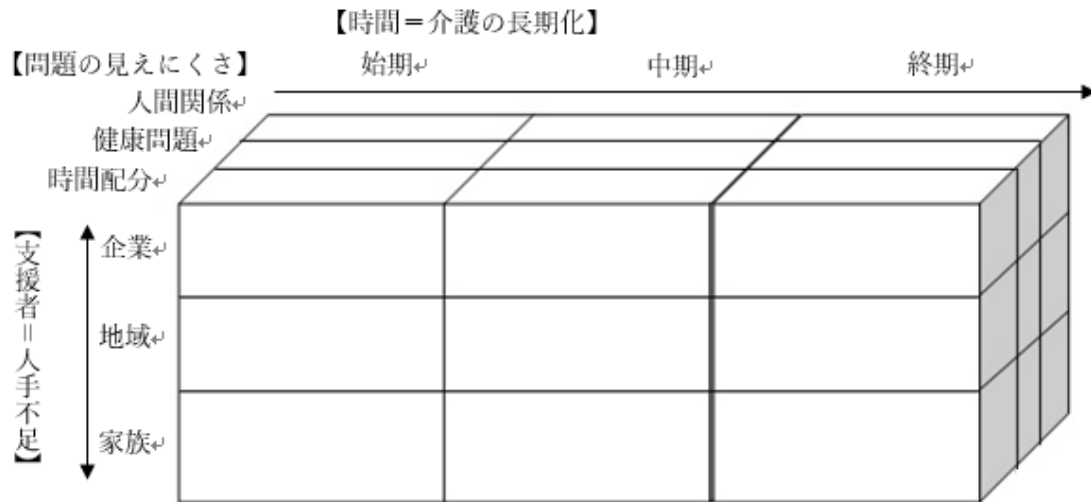 【時間＝介護の長期化】
【問題の見えにくさ】 始期↵ 中期↵ 終期↵
人間関係↵
健康問題↵
時間配分↵
【支援者＝人手不足】
企業↵
地域↵
家族↵